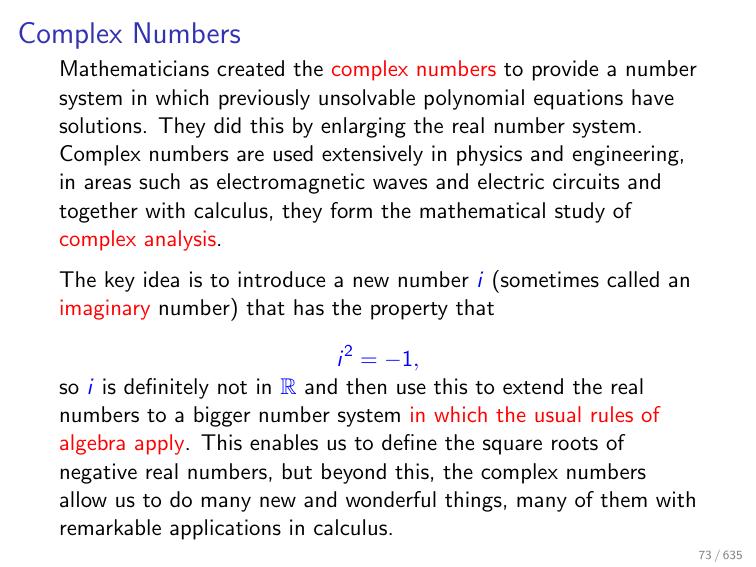 Complex Numbers
Mathematicians created the complex numbers to provide a number
system in which previously unsolvable polynomial equations have
solutions. They did this by enlarging the real number system.
Complex numbers are used extensively in physics and engineering,
in areas such as electromagnetic waves and electric circuits and
together with calculus, they form the mathematical study of
complex analysis.
The key idea is to introduce a new number i (sometimes called an
imaginary number) that has the property that
i² = −1,
so i is definitely not in ℝ and then use this to extend the real
numbers to a bigger number system in which the usual rules of
algebra apply. This enables us to define the square roots of
negative real numbers, but beyond this, the complex numbers
allow us to do many new and wonderful things, many of them with
remarkable applications in calculus.
73 / 635